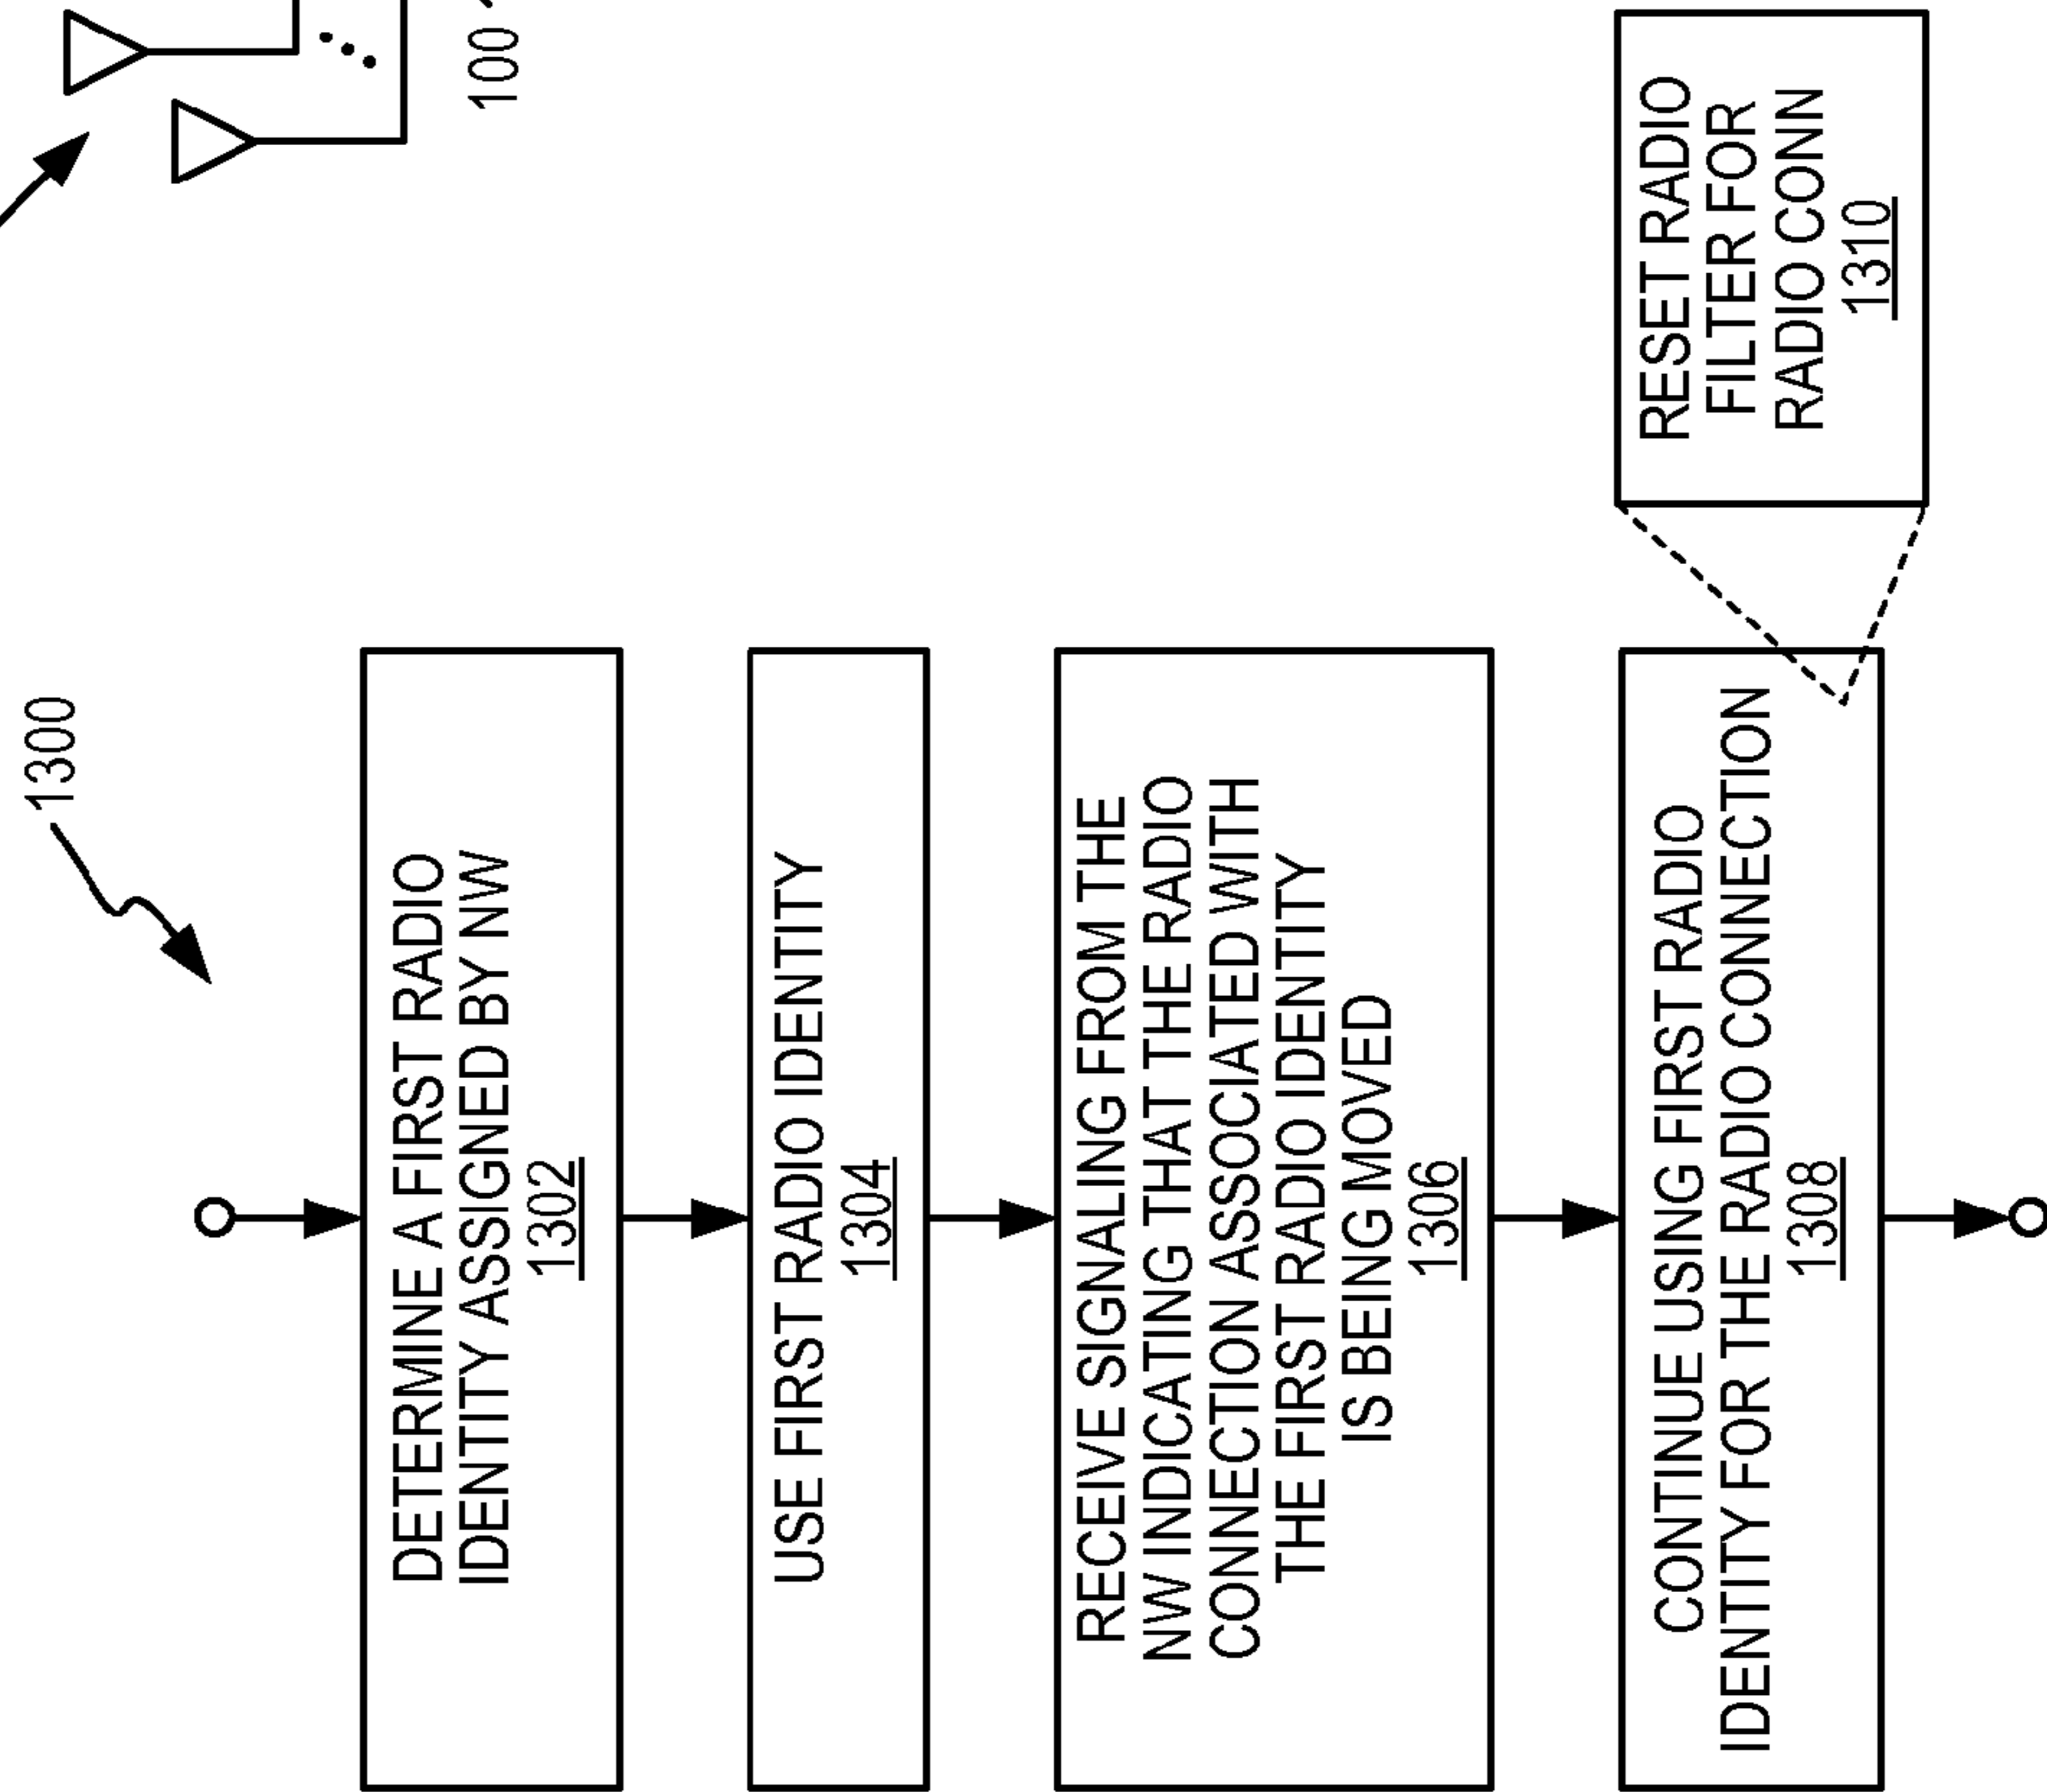 1300
DETERMINE A FIRST RADIO
IDENTITY ASSIGNED BY NW
1302
USE FIRST RADIO IDENTITY
1304
RECEIVE SIGNALING FROM THE
NW INDICATING THAT THE RADIO
CONNECTION ASSOCIATED WITH
THE FIRST RADIO IDENTITY
IS BEING MOVED
1306
CONTINUE USING FIRST RADIO
IDENTITY FOR THE RADIO CONNECTION
1308
RESET RADIO
FILTER FOR
RADIO CONN
1310
1000